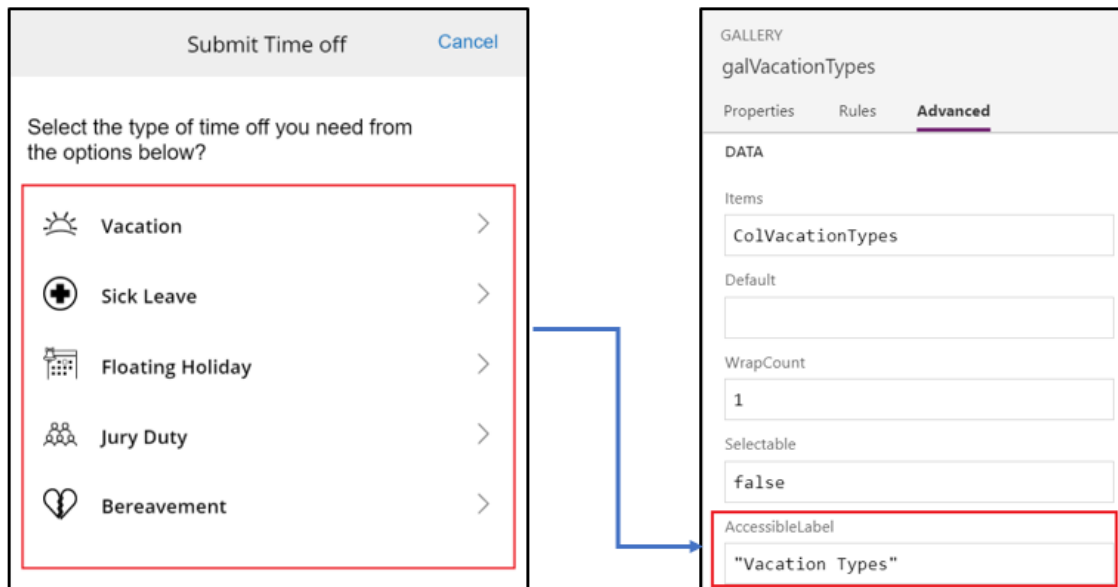 Submit Time off
Cancel
Select the type of time off you need from
the options below?
Vacation
Sick Leave
Floating Holiday
Jury Duty
Bereavement
GALLERY
galVacationTypes
Properties Rules Advanced
DATA
Items
ColVacationTypes
Default
WrapCount
1
Selectable
false
AccessibleLabel
"Vacation Types"